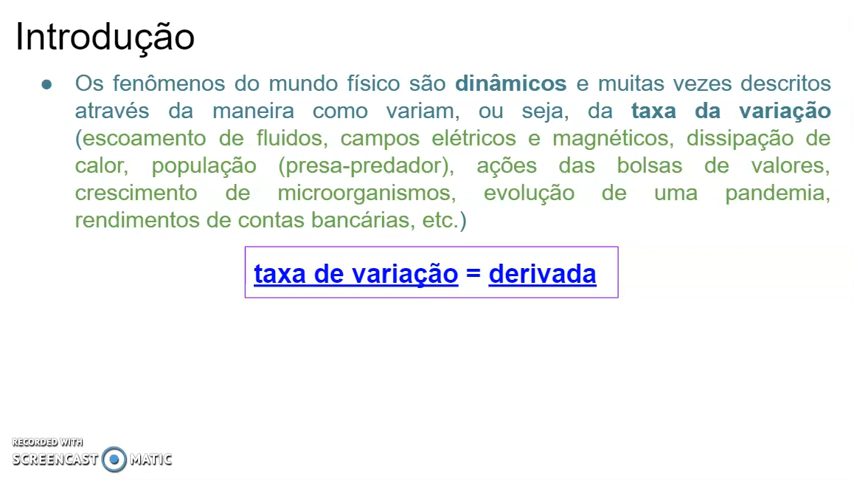 Introdução
● Os fenômenos do mundo físico são dinâmicos e muitas vezes descritos
através da maneira como variam, ou seja, da taxa da variação
(escoamento de fluidos, campos elétricos e magnéticos, dissipação de
calor, população (presa-predador), ações das bolsas de valores,
crescimento de microorganismos, evolução de uma pandemia,
rendimentos de contas bancárias, etc.)
taxa de variação = derivada
RECORDED WITH
SCREENCAST MATIC